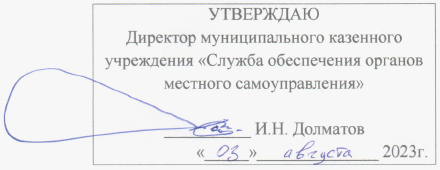 УТВЕРЖДАЮ
Директор муниципального казенного
учреждения «Служба обеспечения органов
местного самоуправления»
И.Н. Долматов
«03» августа 2023г.